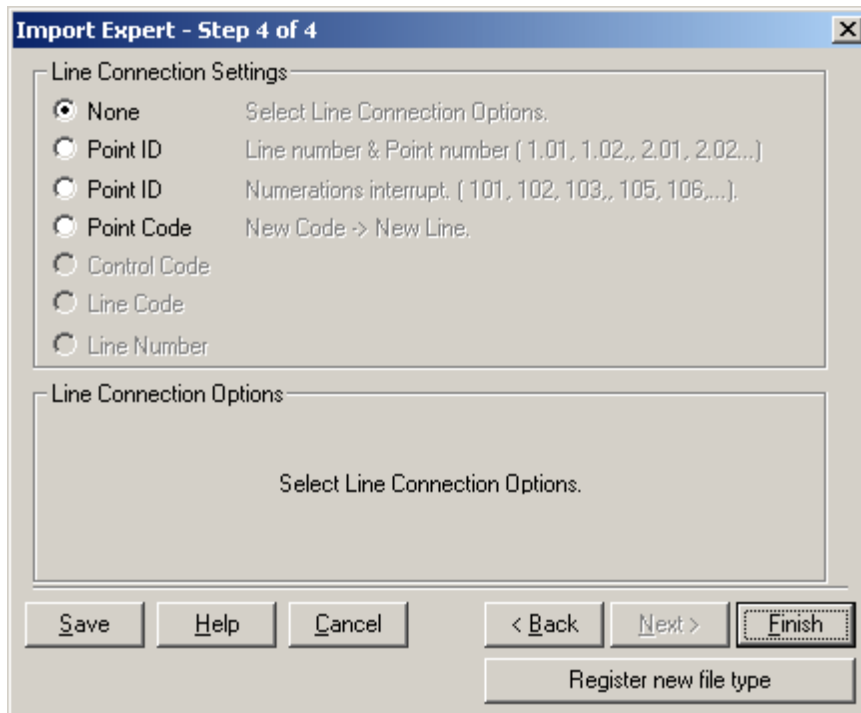 Import Expert - Step 4 of 4
Line Connection Settings
None Select Line Connection Options.
Point ID Line number & Point number ( 1.01, 1.02,, 2.01, 2.02...)
Point ID Numerations interrupt. ( 101, 102, 103,, 105, 106,...).
Point Code New Code -> New Line.
Control Code
Line Code
Line Number
Line Connection Options
Select Line Connection Options.
Save Help Cancel < Back Next > Finish
Register new file type